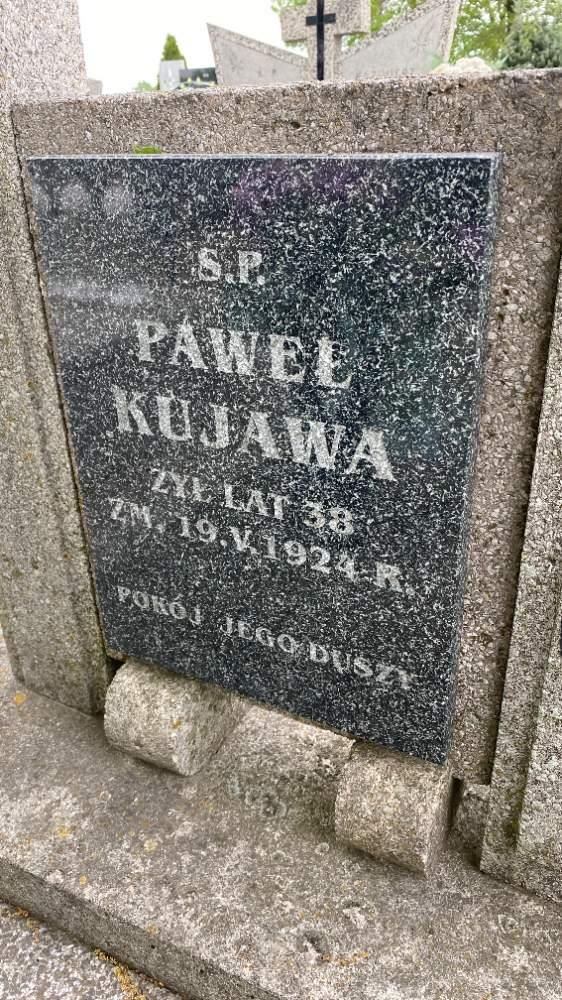 Ś.P.
PAWEŁ
KUJAWA
ŻYŁ LAT 38
ZM. 19.V.1924 R.
POKÓJ JEGO DUSZY